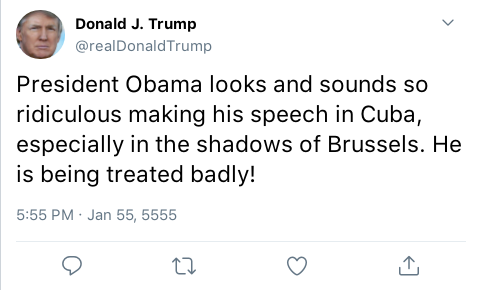 Donald J. Trump
@realDonaldTrump
President Obama looks and sounds so
ridiculous making his speech in Cuba,
especially in the shadows of Brussels. He
is being treated badly!
5:55 PM · Jan 55, 5555